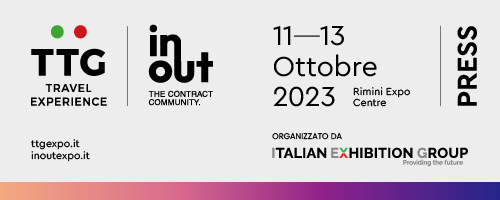 TTG
TRAVEL
EXPERIENCE
in
out
THE CONTRACT
COMMUNITY.
11—13
Ottobre
2023
Rimini Expo
Centre
PRESS
ttgexpo.it
inoutexpo.it
ORGANIZZATO DA
ITALIAN EXHIBITION GROUP
Providing the future